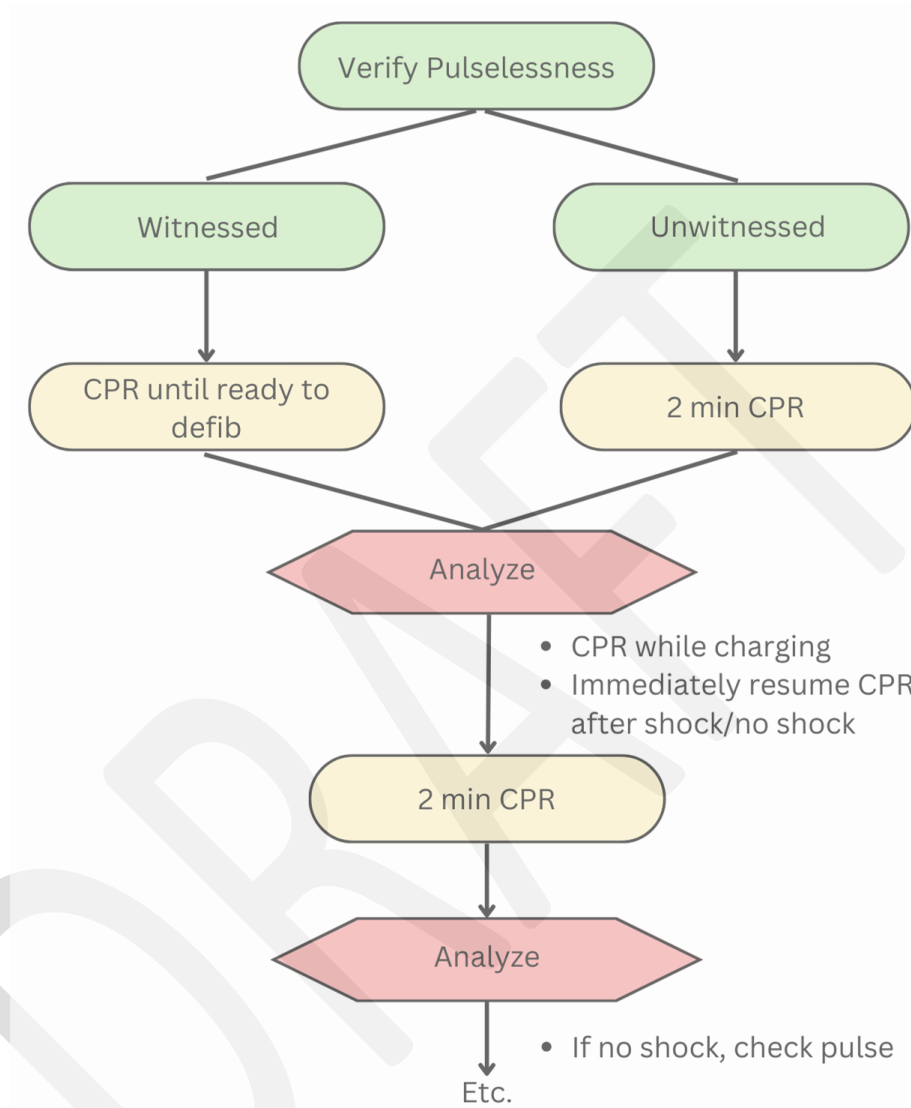 Verify Pulselessness
Witnessed
Unwitnessed
CPR until ready to
defib
2 min CPR
Analyze
• CPR while charging
• Immediately resume CPR
after shock/no shock
2 min CPR
Analyze
• If no shock, check pulse
Etc.
DRAFT